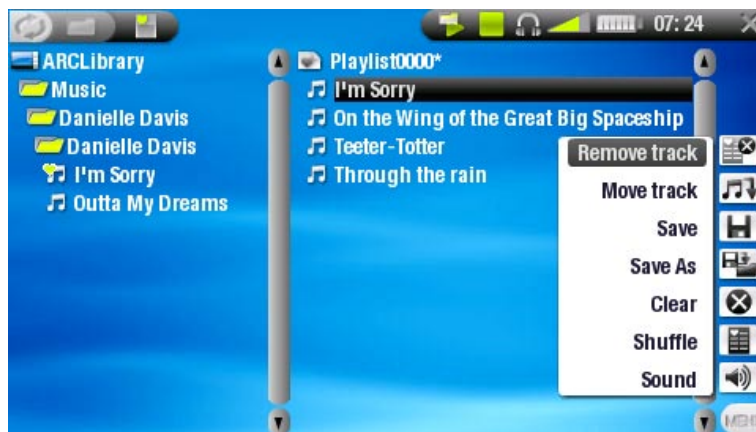 07:24
ARCLibrary
Music
Danielle Davis
Danielle Davis
I'm Sorry
Outta My Dreams
Playlist0000*
I'm Sorry
On the Wing of the Great Big Spaceship
Teeter-Totter
Through the rain
Remove track
Move track
Save
Save As
Clear
Shuffle
Sound